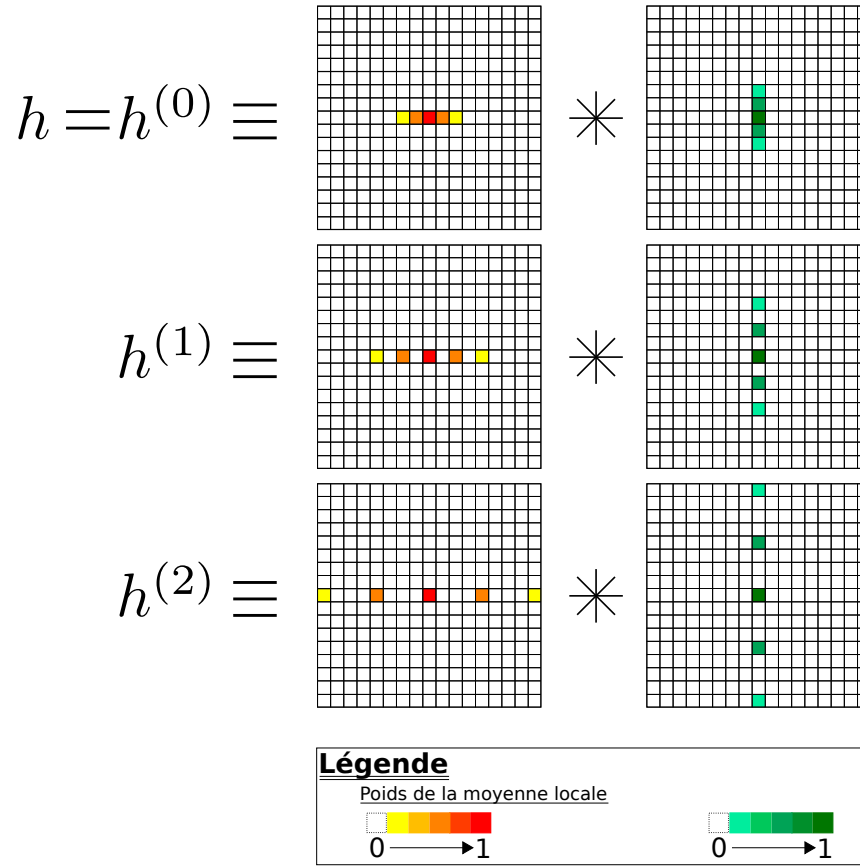 h = h^{(0)} ≡ ∗
h^{(1)} ≡ ∗
h^{(2)} ≡ ∗
Légende
Poids de la moyenne locale
0 → 1 0 → 1